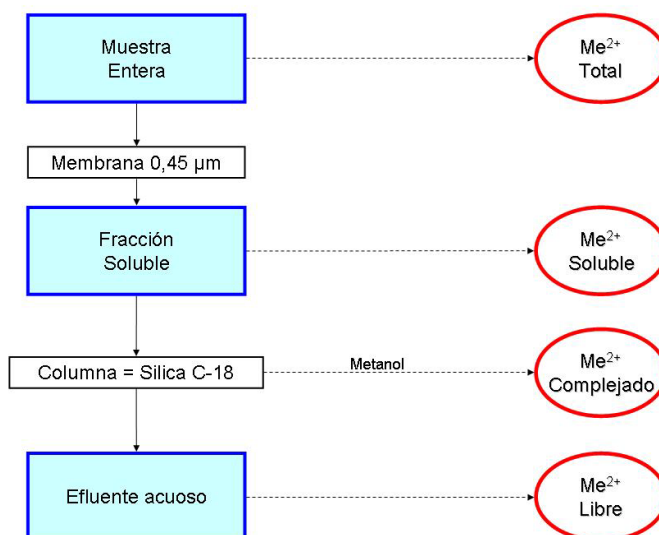 Muestra
Entera
Me²⁺
Total
Membrana 0,45 µm
Fracción
Soluble
Me²⁺
Soluble
Columna = Silica C-18
Metanol
Me²⁺
Complejado
Efluente acuoso
Me²⁺
Libre